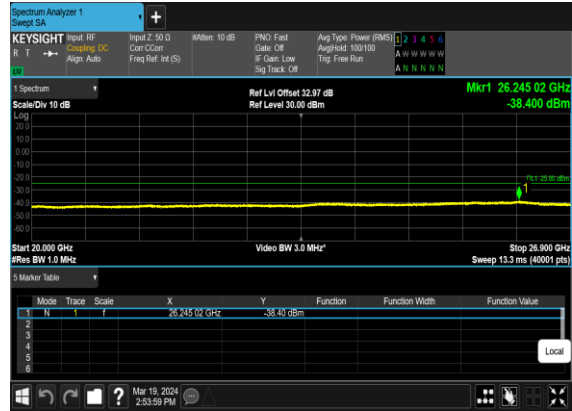 Spectrum Analyzer 1
Swept SA
+
KEYSIGHT
R T
Input: RF
Coupling: DC
Align: Auto
Input Z: 50 Ω
Corr CCorr
Freq Ref: Int (S)
#Atten: 10 dB
PNO: Fast
Gate: Off
IF Gain: Low
Sig Track: Off
Avg Type: Power (RMS)
Avg|Hold: 100/100
Trig: Free Run
1 2 3 4 5 6
A W W W W W
A N N N N N
1 Spectrum
Scale/Div 10 dB
Ref Lvl Offset 32.97 dB
Ref Level 30.00 dBm
Mkr1 26.245 02 GHz
-38.400 dBm
Log
20.0
10.0
0.00
-10.0
-20.0
-30.0
-40.0
-50.0
-60.0
1
Start 20.000 GHz
#Res BW 1.0 MHz
Video BW 3.0 MHz*
Stop 26.900 GHz
Sweep 13.3 ms (40001 pts)
5 Marker Table
Mode Trace Scale X Y Function Function Width Function Value
1 N 1 f 26.245 02 GHz -38.40 dBm
2
3
4
5
6
Local
?
Mar 19, 2024
2:53:59 PM